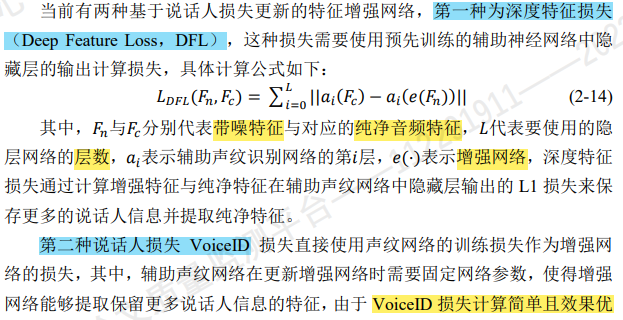 当前有两种基于说话人损失更新的特征增强网络，第一种为深度特征损失
（Deep Feature Loss，DFL），这种损失需要使用预先训练的辅助神经网络中隐
藏层的输出计算损失，具体计算公式如下：
L_DFL(F_n, F_c) = ∑_{i=0}^{L} ||a_i(F_c) − a_i(e(F_n))|| (2-14)
其中，F_n与F_c分别代表带噪特征与对应的纯净音频特征，L代表要使用的隐
层网络的层数，a_i表示辅助声纹识别网络的第i层，e(·)表示增强网络，深度特征
损失通过计算增强特征与纯净特征在辅助声纹网络中隐藏层输出的 L1 损失来保
存更多的说话人信息并提取纯净特征。
第二种说话人损失 VoiceID 损失直接使用声纹网络的训练损失作为增强网
络的损失，其中，辅助声纹网络在更新增强网络时需要固定网络参数，使得增强
网络能够提取保留更多说话人信息的特征，由于 VoiceID 损失计算简单且效果优